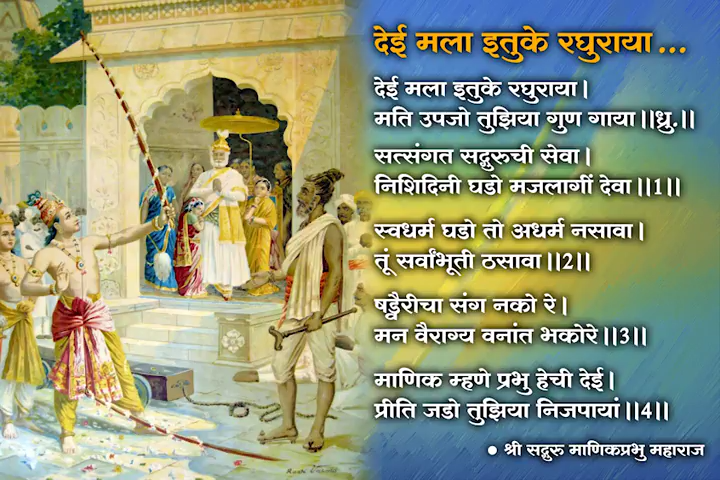 देई मला इतुके रघुराया...
देई मला इतुके रघुराया।
मति उपजो तुझिया गुण गाया॥ध्रु.॥
सत्संगत सद्गुरुची सेवा।
निशिदिनी घडो मजलागीं देवा॥1॥
स्वधर्म घडो तो अधर्म नसावा।
तूं सर्वांभूती ठसावा॥2॥
षड्वैरीचा संग नको रे।
मन वैराग्य वनांत भकोरे॥3॥
माणिक म्हणे प्रभु हेची देई।
प्रीति जडो तुझिया निजपायां॥4॥
• श्री सद्गुरु माणिकप्रभु महाराज